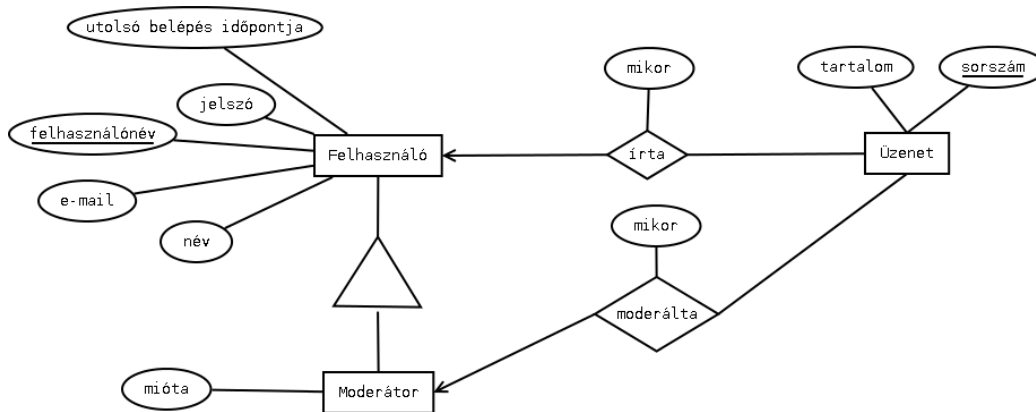 utolsó belépés időpontja
mikor
tartalom
sorszám
jelszó
felhasználónév
Felhasználó
írta
Üzenet
e-mail
név
mikor
moderálta
mióta
Moderátor